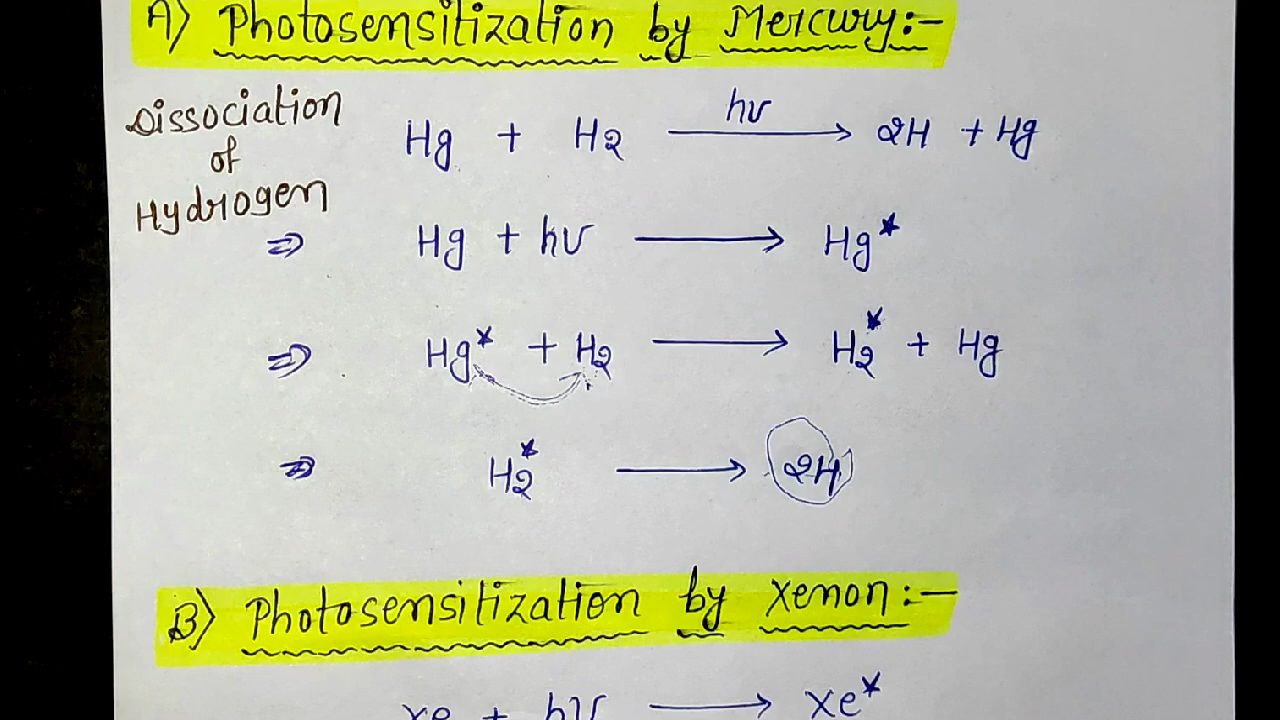 A) Photosensitization by Mercury:-
Dissociation
of
Hydrogen
Hg + H2 hν → 2H + Hg
⇒ Hg + hν → Hg*
⇒ Hg* + H2 → H2* + Hg
⇒ H2* → 2H
B) Photosensitization by Xenon:-
Xe + hν → Xe*